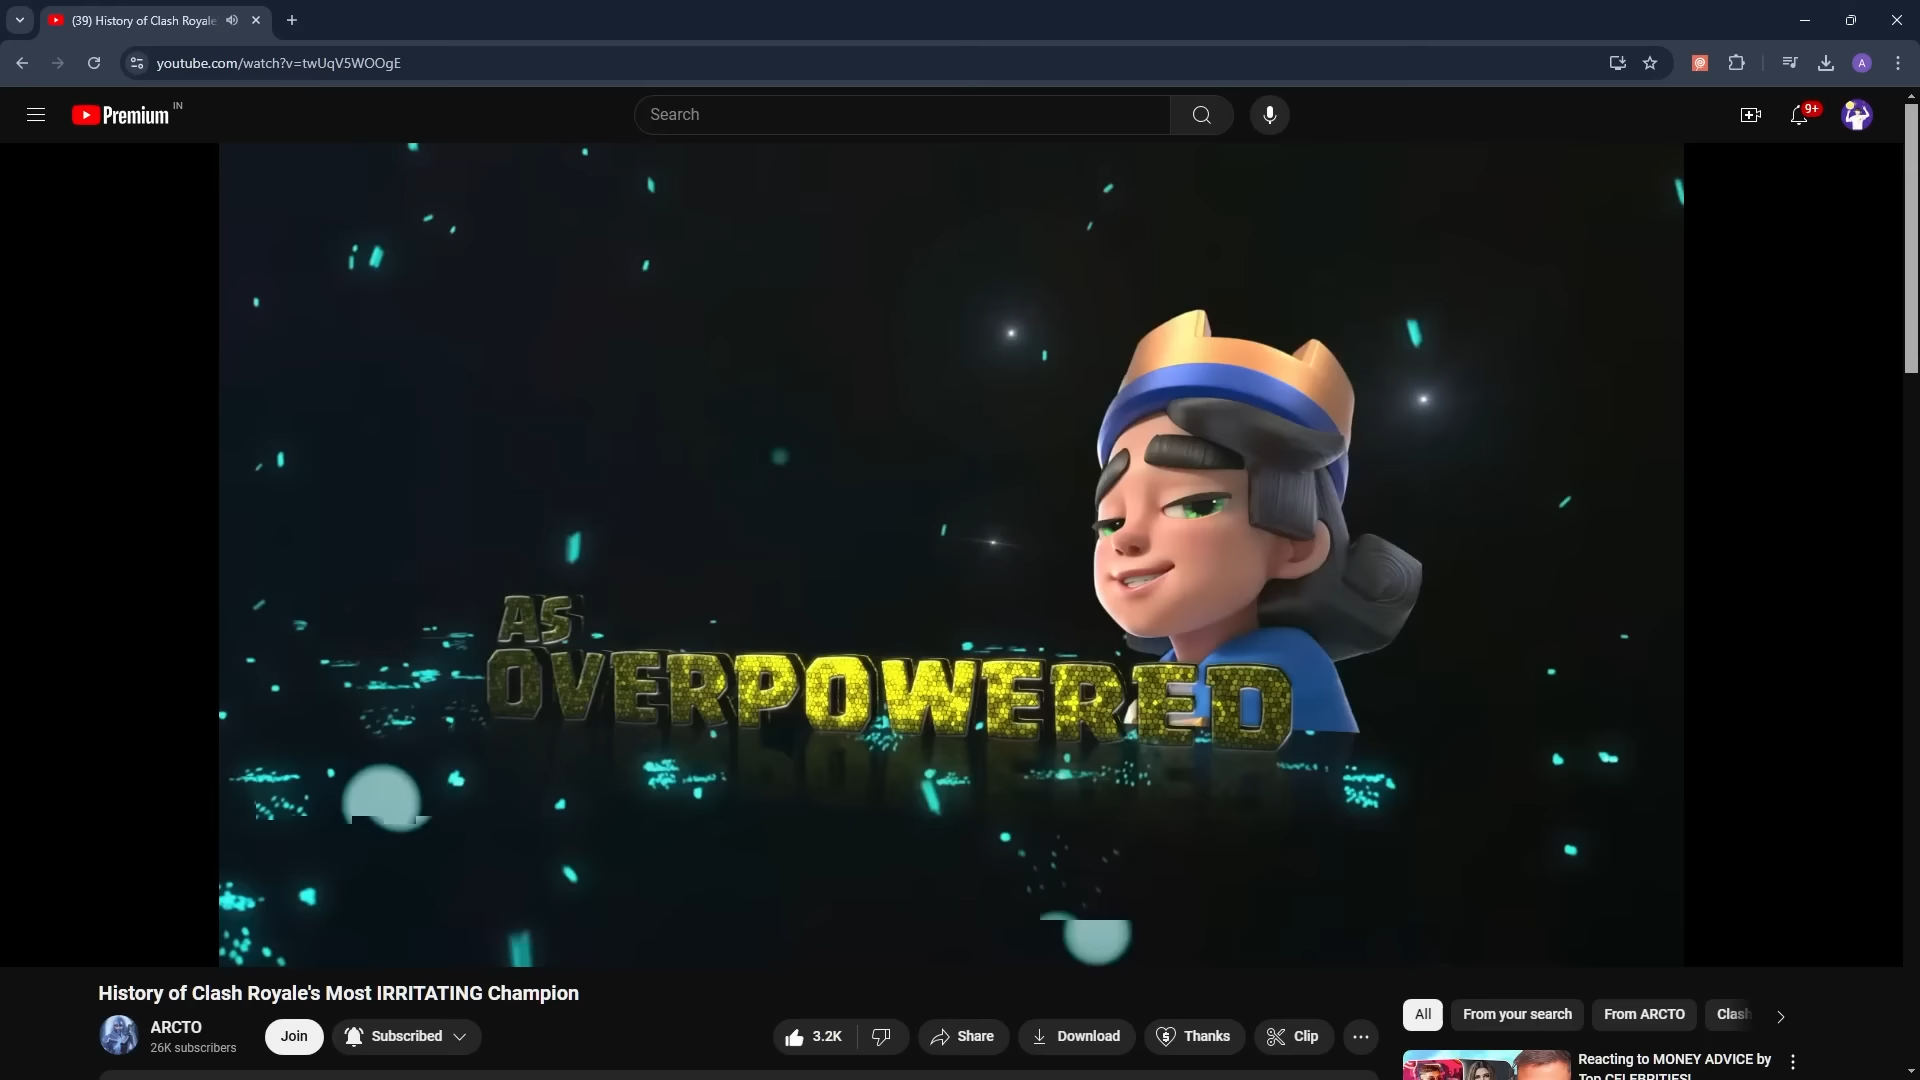 (39) History of Clash Royale
youtube.com/watch?v=twUqV5WOOgE
A
Premium IN
Search
9+
AS
OVERPOWERED
History of Clash Royale's Most IRRITATING Champion
ARCTO
26K subscribers
Join
Subscribed
3.2K
Share
Download
Thanks
Clip
All
From your search
From ARCTO
Clash
Reacting to MONEY ADVICE by
Top CELEBRITIES!